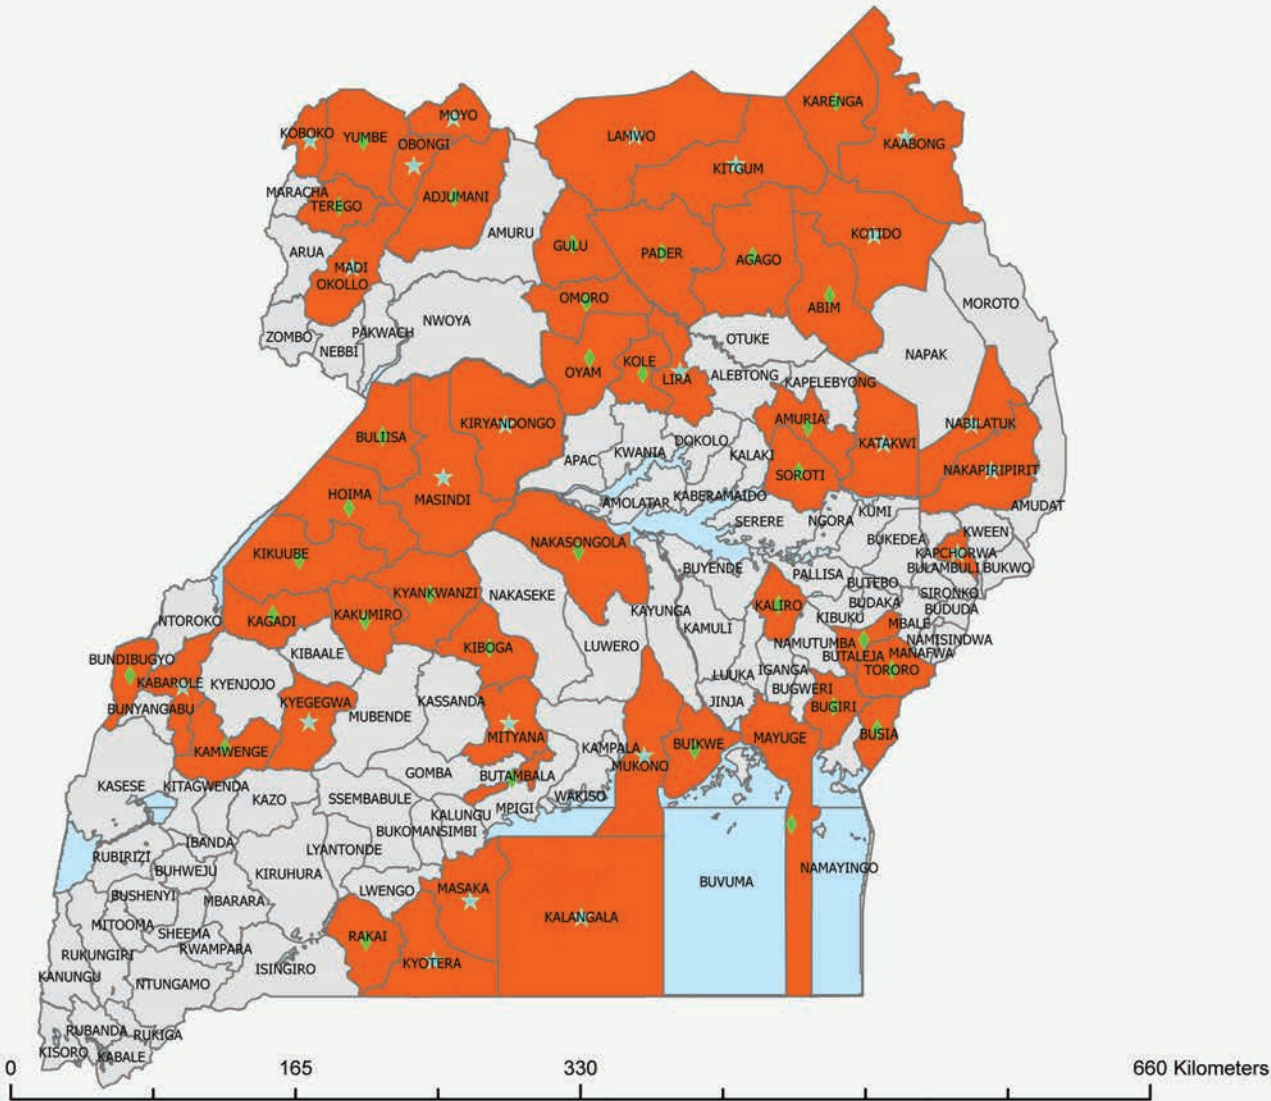 KARENGA
MOYO
KOBOKO
YUMBE
OBONGI
LAMWO
KAABONG
KITGUM
MARACHA
TEREGO
ADJUMANI
AMURU
GULU
KOTIDO
ARUA
PADER
AGAGO
MADI
OKOLLO
OMORO
ABIM
MOROTO
ZOMBO
PAKWACH
NWOYA
NEBBI
OTUKE
NAPAK
OYAM
KOLE
LIRA
ALEBTONG
KAPELEBYONG
BULIISA
KIRYANDONGO
AMURIA
NABILATUK
DOKOLO
KATAKWI
APAC
KWANIA
KALAKI
SOROTI
NAKAPIRIPIRIT
HOIMA
MASINDI
AMOLATAR
KABERAMAIDO
AMUDAT
SERERE
NGORA
KUMI
BUKEDEA
KWEEN
NAKASONGOLA
KIKUUBE
KAPCHORWA
BULAMBULI
BUKWO
BUYENDE
PALLISA
BUTEBO
KYANKWANZI
NAKASEKE
SIRONKO
KALIRO
BUDAKA
BUDUDA
KAGADI
KAKUMIRO
KAYUNGA
KIBUKU
MBALE
NTOROKO
KAMULI
NAMUTUMBA
NAMISINDWA
KIBAALE
KIBOGA
LUWERO
BUTALEJA
MANAFWA
BUNDIBUGYO
KABAROLE
KYENJOJO
LUUKA
IGANGA
TORORO
BUGWERI
BUNYANGABU
KYEGEGWA
MUBENDE
KASSANDA
JINJA
BUGIRI
MITYANA
MAYUGE
BUSIA
KAMWENGE
KAMPALA
BUIKWE
MUKONO
KASESE
KITAGWENDA
GOMBA
BUTAMBALA
KAZO
SSEMBABULE
WAKISO
KALUNGU
MPIGI
BUKOMANSIMBI
IBANDA
LYANTONDE
RUBIRIZI
BUHWEJU
KIRUHURA
NAMAYINGO
BUVUMA
BUSHENYI
LWENGO
MASAKA
MBARARA
KALANGALA
MITOOMA
SHEEMA
RAKAI
RWAMPARA
RUKUNGIRI
KYOTERA
ISINGIRO
KANUNGU
NTUNGAMO
RUBANDA
RUKIGA
KISORO
KABALE
0 165 330 660 Kilometers